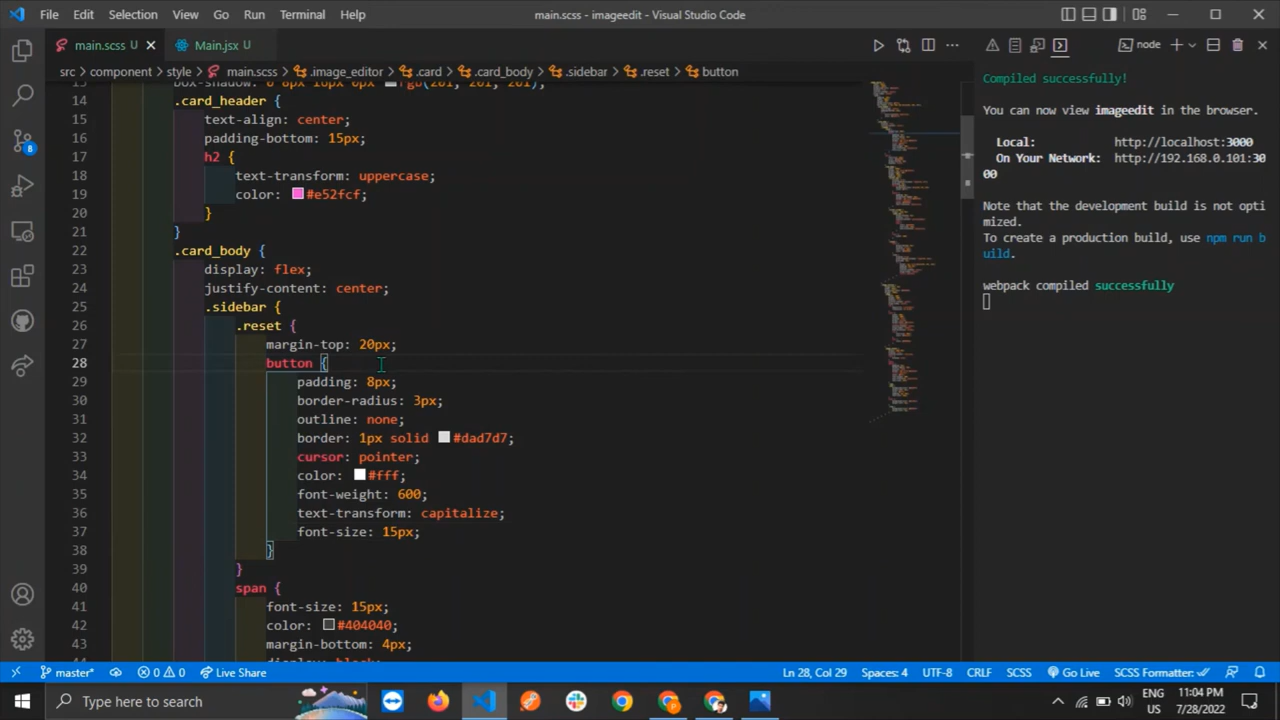 File Edit Selection View Go Run Terminal Help main.scss - imageedit - Visual Studio Code
main.scss U Main.jsx U node
src component style main.scss .image_editor .card .card_body .sidebar .reset button
14 .card_header {
15 text-align: center;
16 padding-bottom: 15px;
17 h2 {
18 text-transform: uppercase;
19 color: #e52fcf;
20 }
21 }
22 .card_body {
23 display: flex;
24 justify-content: center;
25 .sidebar {
26 .reset {
27 margin-top: 20px;
28 button {
29 padding: 8px;
30 border-radius: 3px;
31 outline: none;
32 border: 1px solid #dad7d7;
33 cursor: pointer;
34 color: #fff;
35 font-weight: 600;
36 text-transform: capitalize;
37 font-size: 15px;
38 }
39 }
40 span {
41 font-size: 15px;
42 color: #404040;
43 margin-bottom: 4px;
Compiled successfully!
You can now view imageedit in the browser.
Local: http://localhost:3000
On Your Network: http://192.168.0.101:30
00
Note that the development build is not opti
mized.
To create a production build, use npm run b
uild.
webpack compiled successfully
8
master* 0 0 Live Share Ln 28, Col 29 Spaces: 4 UTF-8 CRLF SCSS Go Live SCSS Formatter:
Type here to search
ENG
US
11:04 PM
7/28/2022